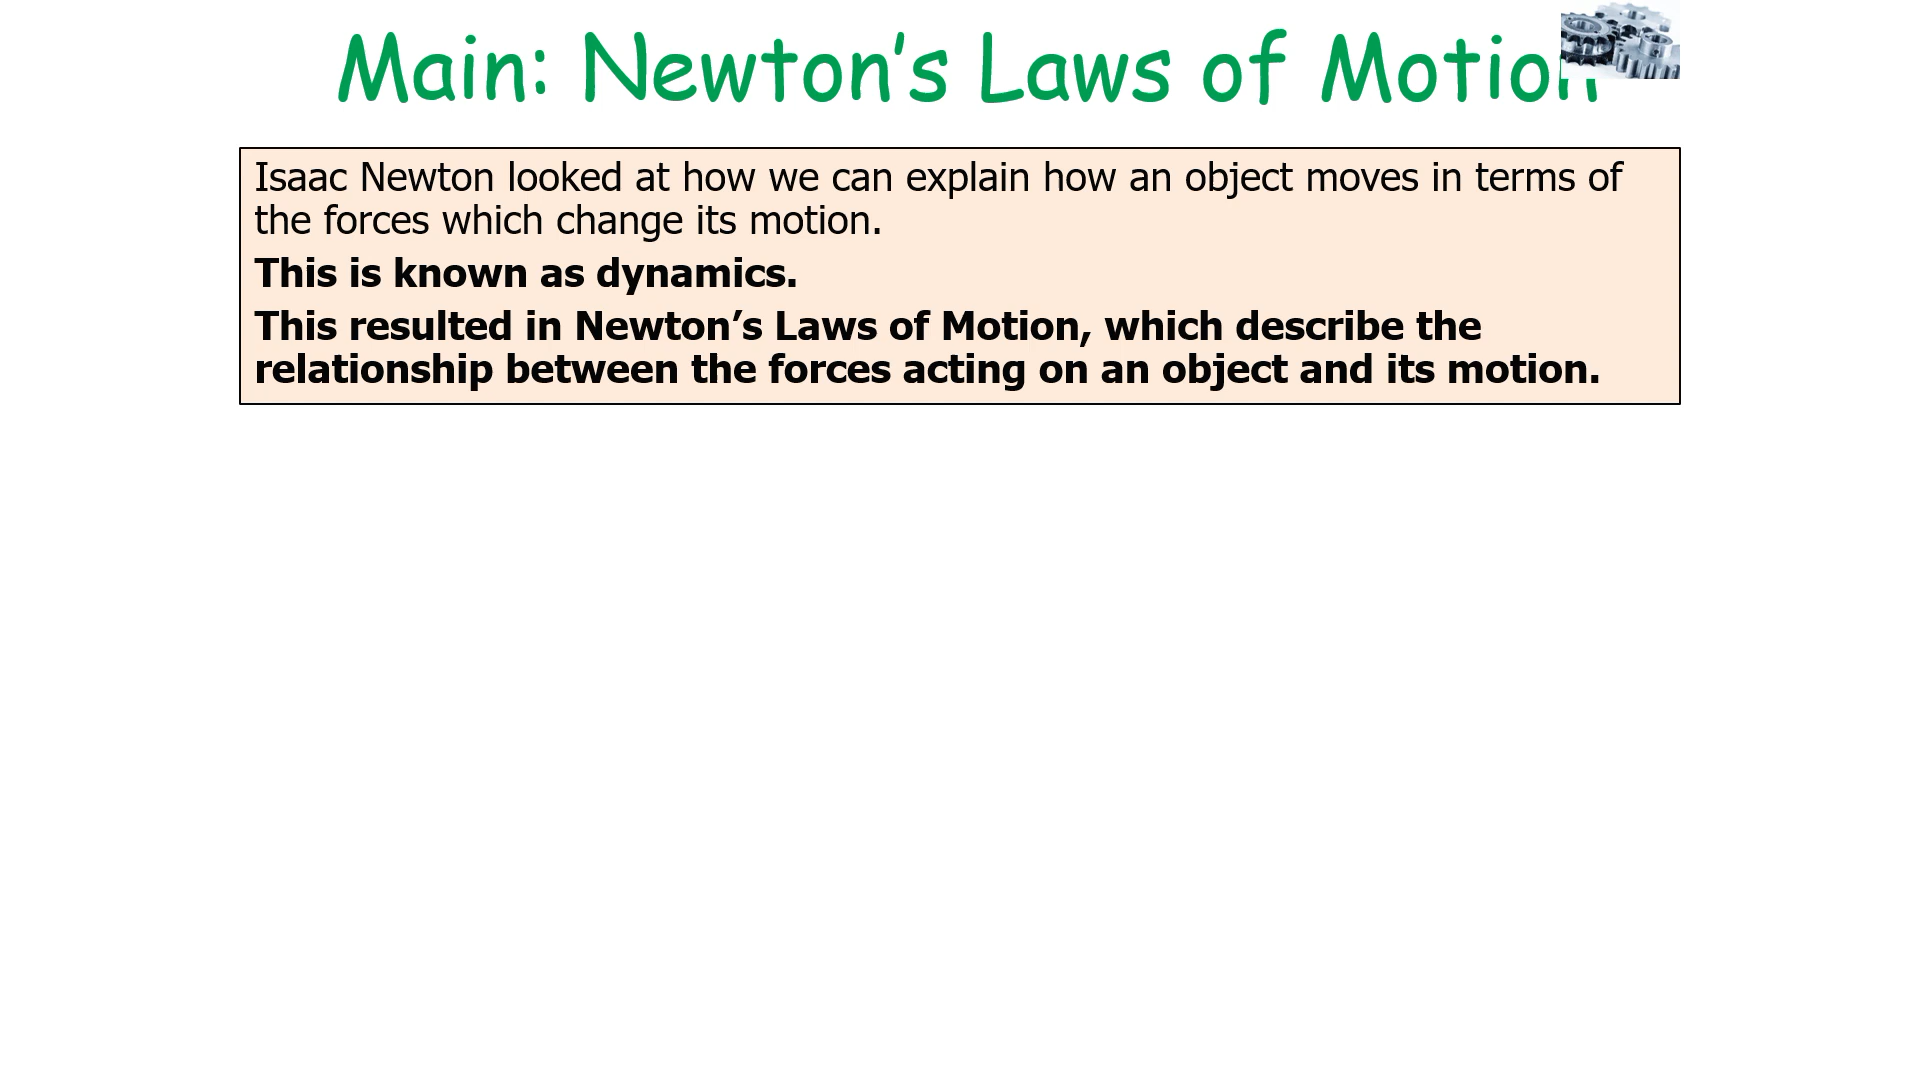 Main: Newton’s Laws of Motion
Isaac Newton looked at how we can explain how an object moves in terms of
the forces which change its motion.
This is known as dynamics.
This resulted in Newton’s Laws of Motion, which describe the
relationship between the forces acting on an object and its motion.